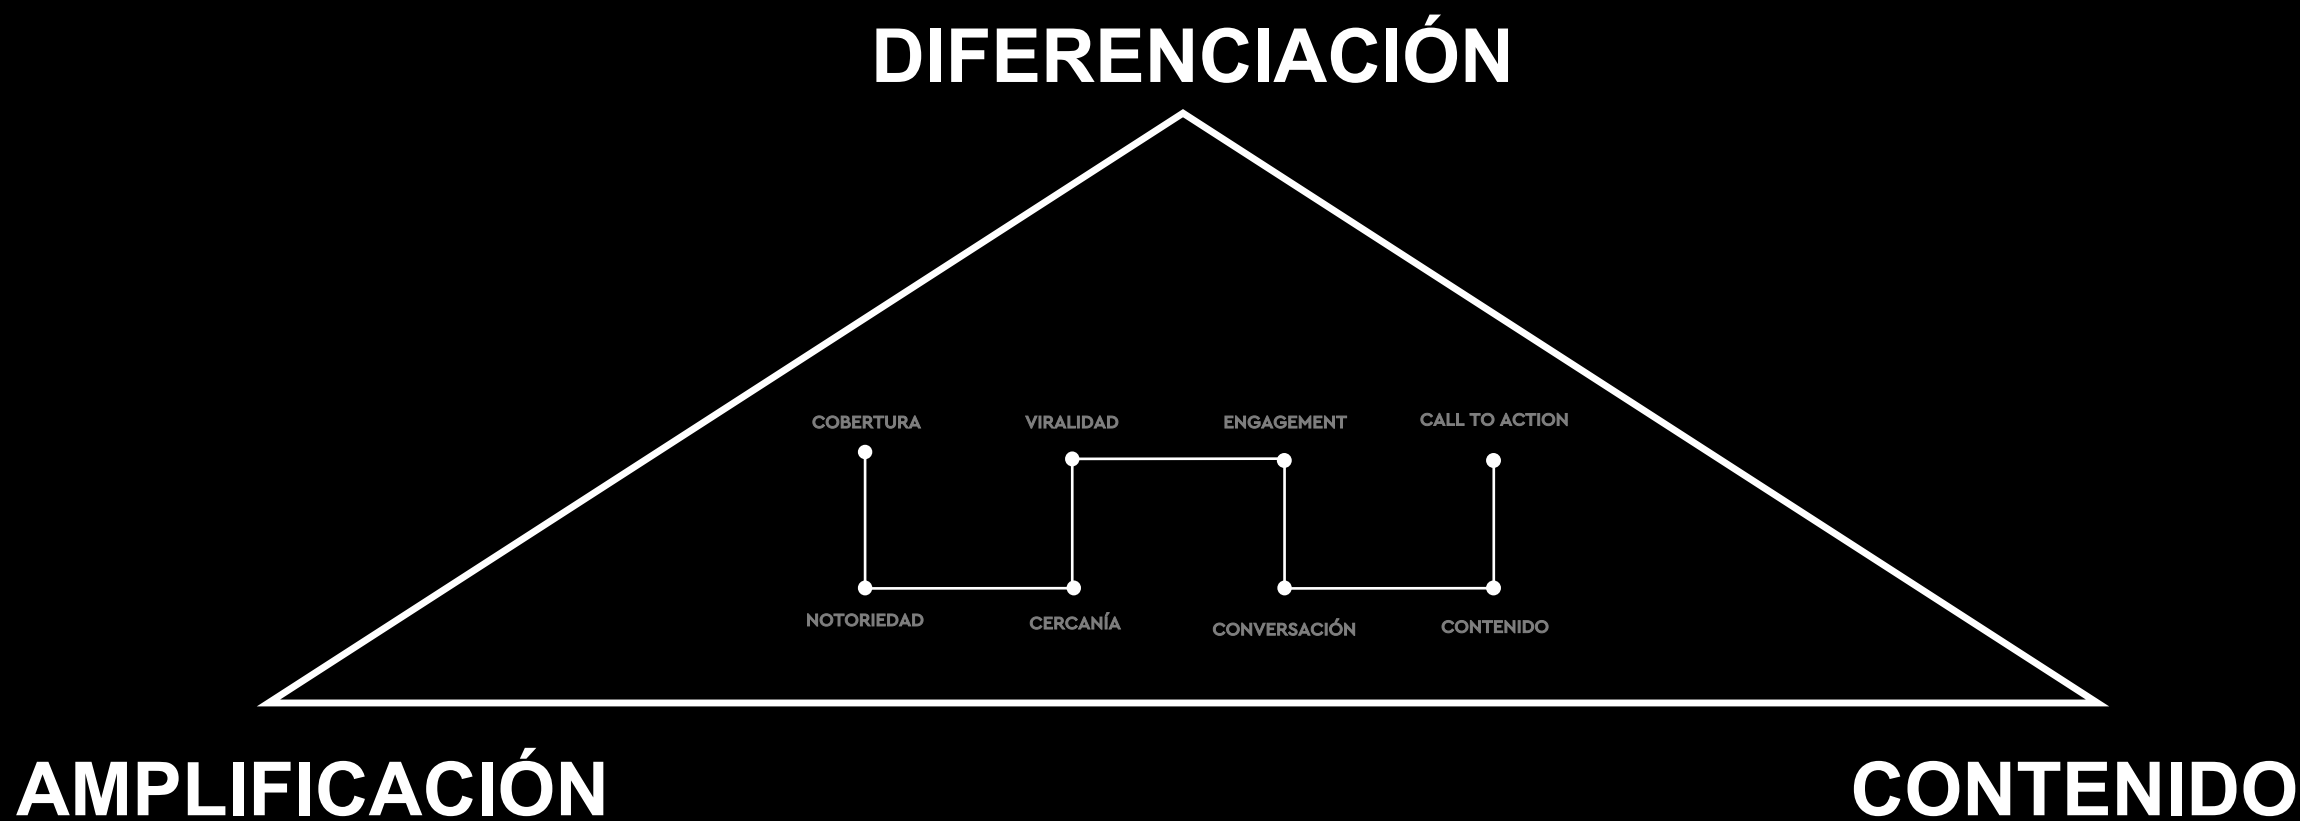 DIFERENCIACIÓN
COBERTURA
VIRALIDAD
ENGAGEMENT
CALL TO ACTION
NOTORIEDAD
CERCANÍA
CONVERSACIÓN
CONTENIDO
AMPLIFICACIÓN
CONTENIDO